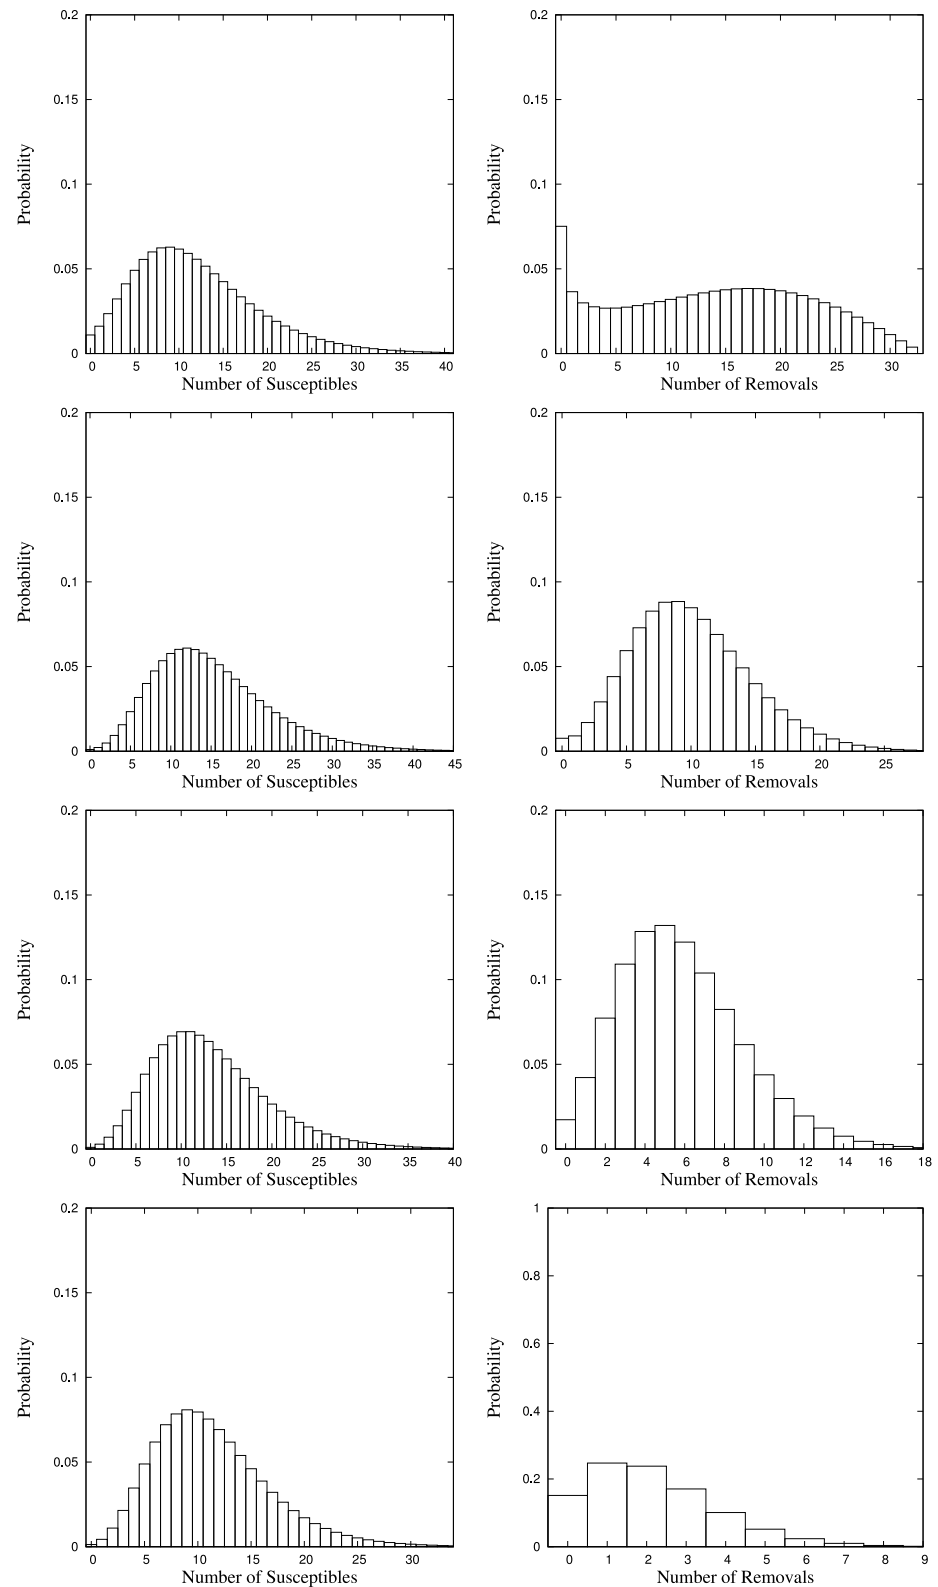 0.2 0.15 0.1 0.05 0
Probability
0 5 10 15 20 25 30 35 40
Number of Susceptibles
0.2 0.15 0.1 0.05 0
Probability
0 5 10 15 20 25 30
Number of Removals
0.2 0.15 0.1 0.05 0
Probability
0 5 10 15 20 25 30 35 40 45
Number of Susceptibles
0.2 0.15 0.1 0.05 0
Probability
0 5 10 15 20 25
Number of Removals
0.2 0.15 0.1 0.05 0
Probability
0 5 10 15 20 25 30 35 40
Number of Susceptibles
0.2 0.15 0.1 0.05 0
Probability
0 2 4 6 8 10 12 14 16 18
Number of Removals
0.2 0.15 0.1 0.05 0
Probability
0 5 10 15 20 25 30
Number of Susceptibles
1 0.8 0.6 0.4 0.2 0
Probability
0 1 2 3 4 5 6 7 8 9
Number of Removals